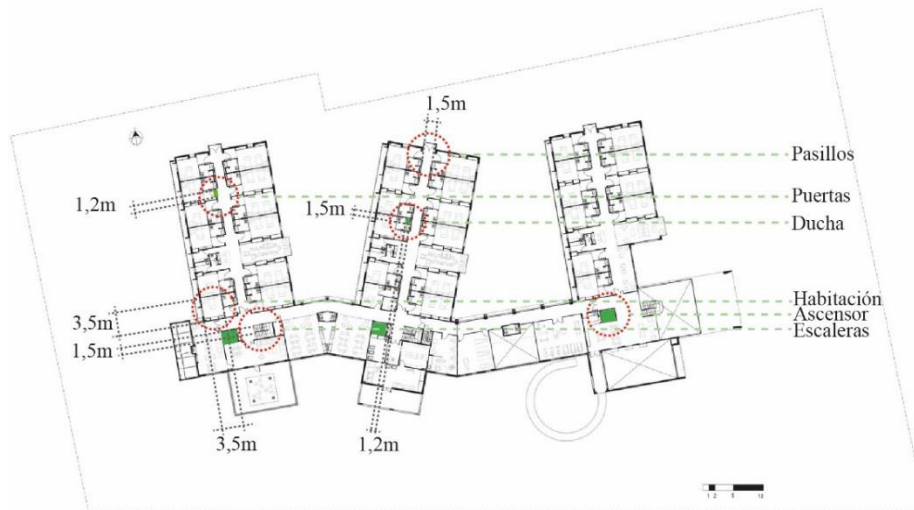 1,5m
Pasillos
1,2m
Puertas
1,5m
Ducha
Habitación
3,5m
Ascensor
1,5m
Escaleras
3,5m
1,2m